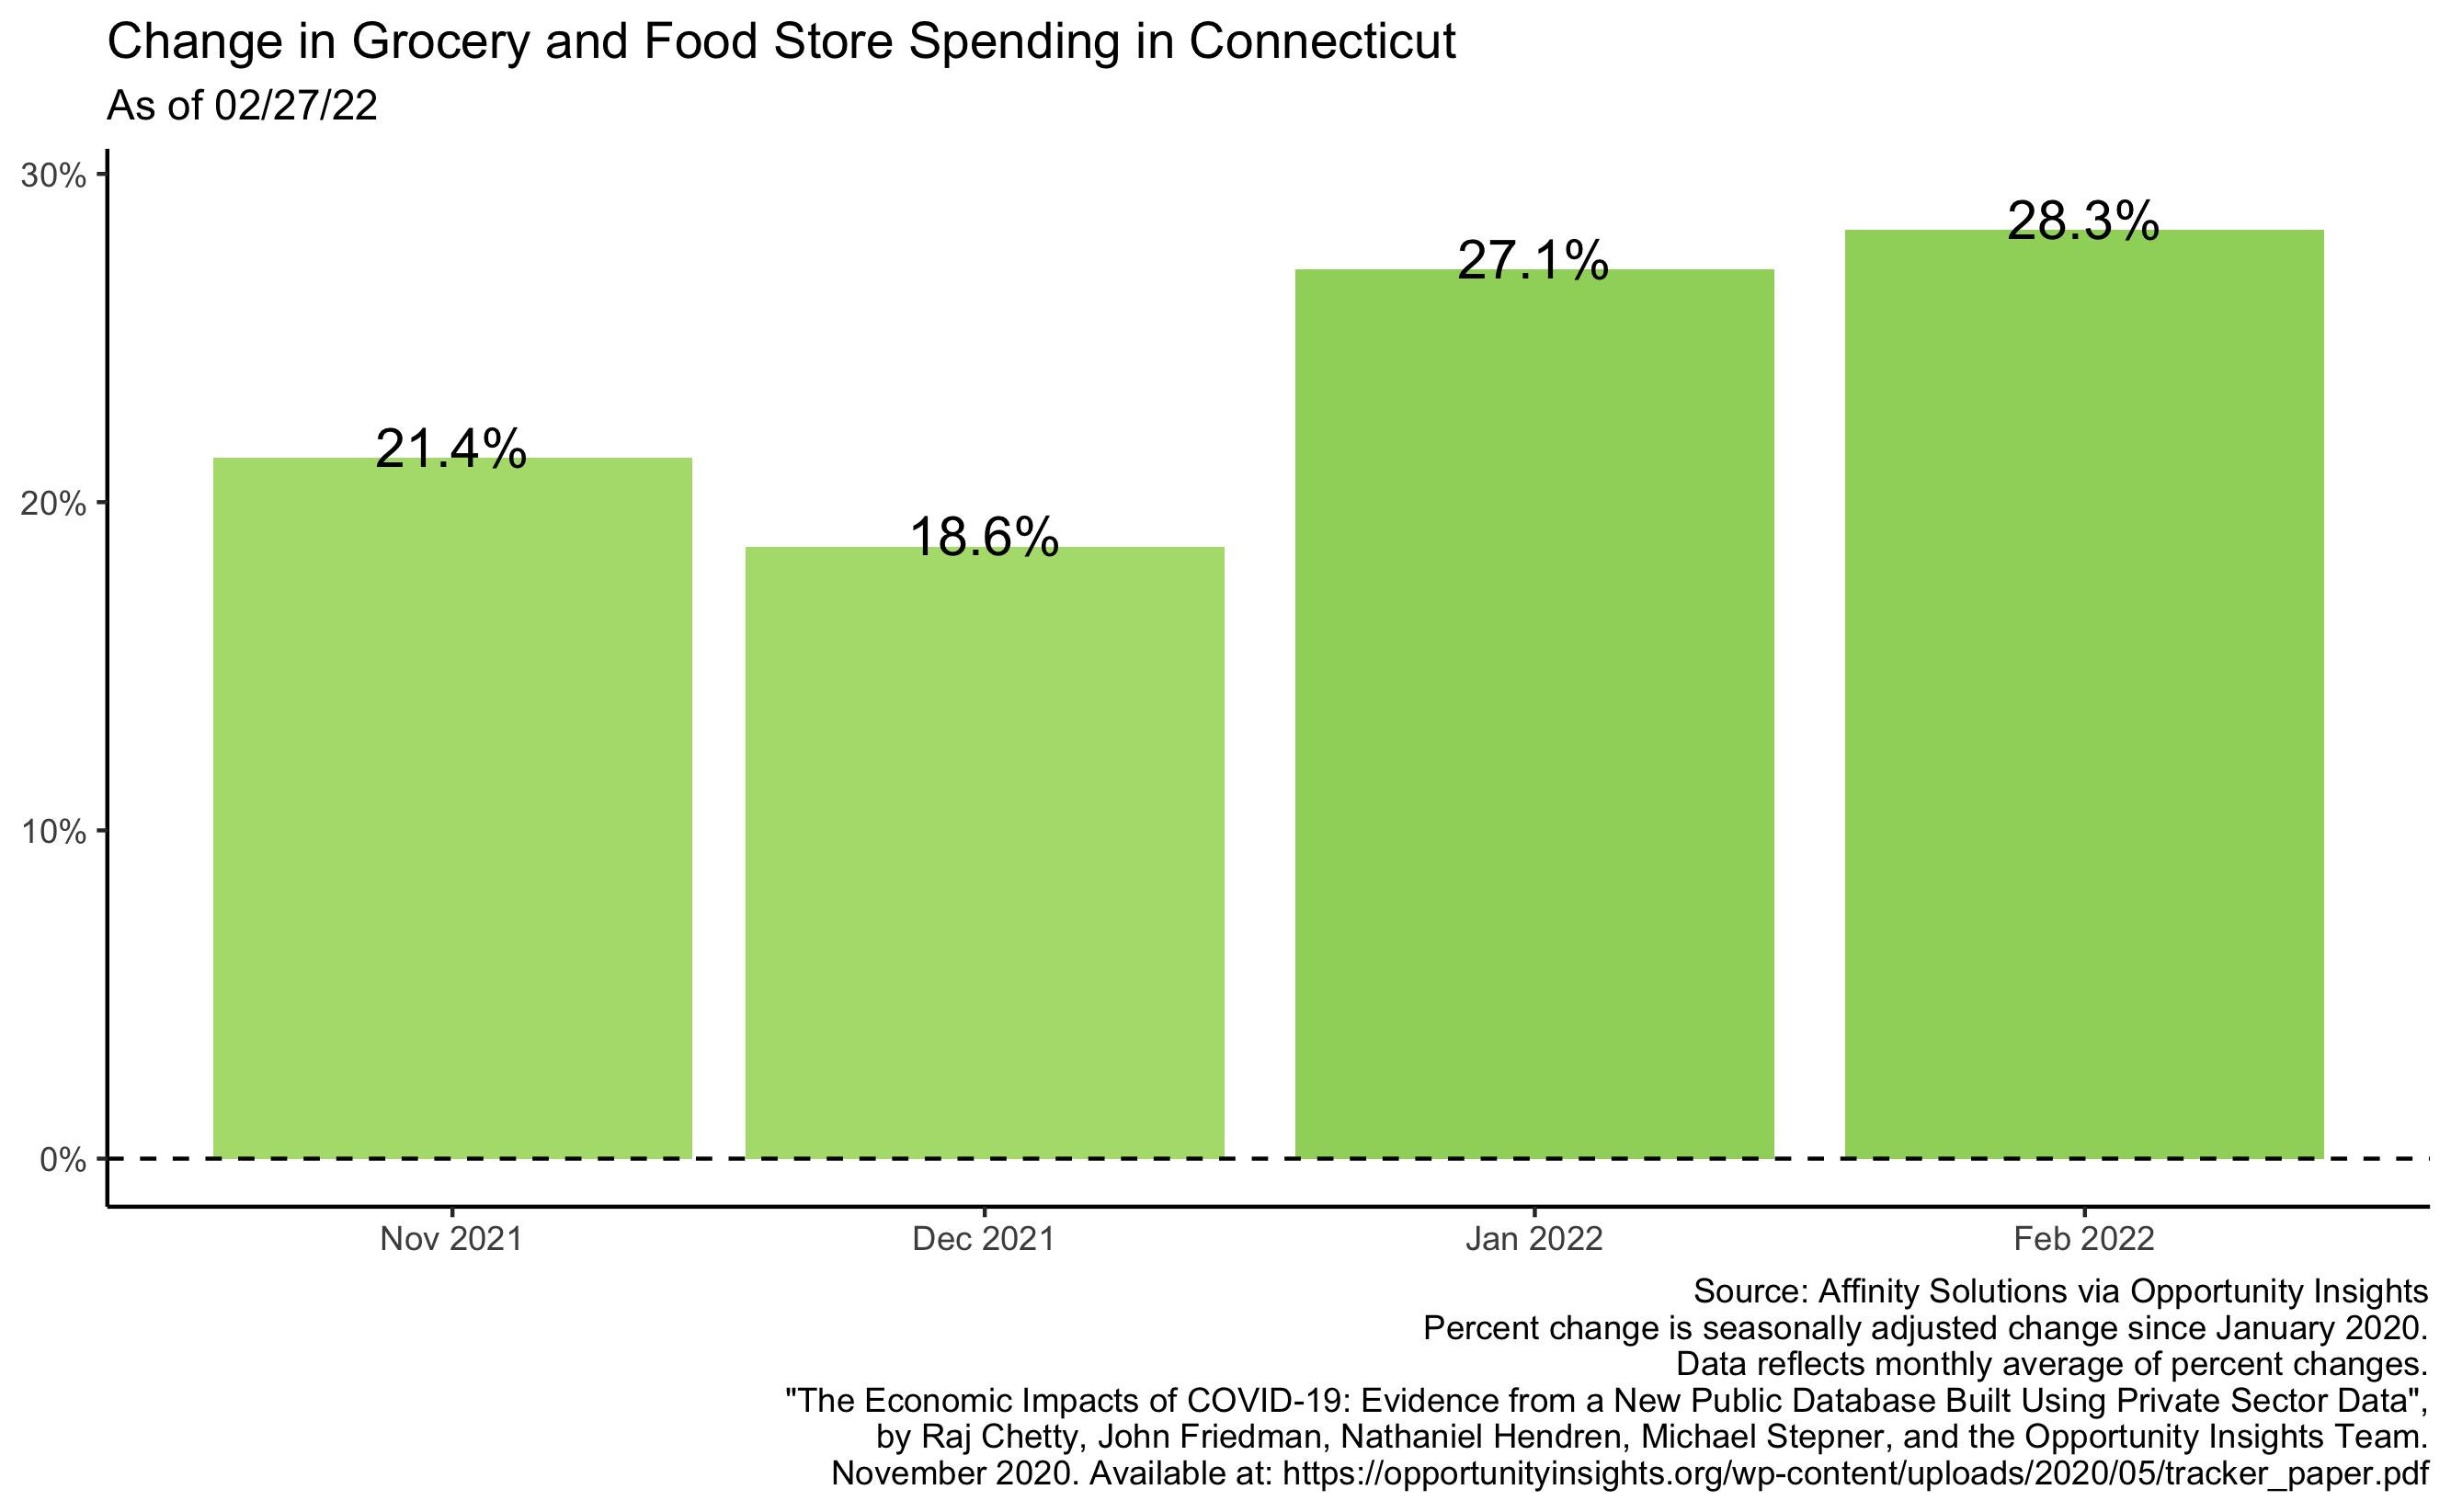 Change in Grocery and Food Store Spending in Connecticut
As of 02/27/22
30%
20%
10%
0%
21.4%
18.6%
27.1%
28.3%
Nov 2021
Dec 2021
Jan 2022
Feb 2022
Source: Affinity Solutions via Opportunity Insights
Percent change is seasonally adjusted change since January 2020.
Data reflects monthly average of percent changes.
"The Economic Impacts of COVID-19: Evidence from a New Public Database Built Using Private Sector Data",
by Raj Chetty, John Friedman, Nathaniel Hendren, Michael Stepner, and the Opportunity Insights Team.
November 2020. Available at: https://opportunityinsights.org/wp-content/uploads/2020/05/tracker_paper.pdf